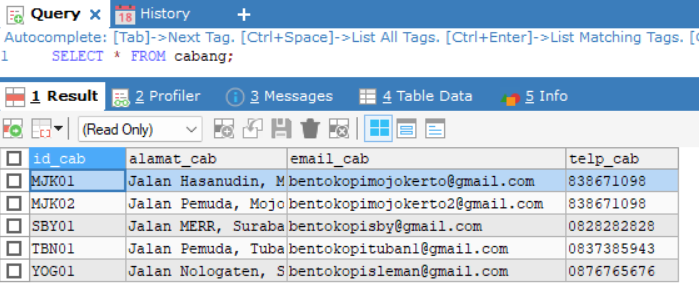 Query × History +
Autocomplete: [Tab]->Next Tag. [Ctrl+Space]->List All Tags. [Ctrl+Enter]->List Matching Tags.
1 SELECT * FROM cabang;
1 Result 2 Profiler 3 Messages 4 Table Data 5 Info
(Read Only)
id_cab alamat_cab email_cab telp_cab
MJK01 Jalan Hasanudin, M bentokopimojokerto@gmail.com 838671098
MJK02 Jalan Pemuda, Mojo bentokopimojokerto2@gmail.com 838671098
SBY01 Jalan MERR, Suraba bentokopisby@gmail.com 0828282828
TBN01 Jalan Pemuda, Tuba bentokopituban1@gmail.com 0837385943
YOG01 Jalan Nologaten, S bentokopisleman@gmail.com 0876765676